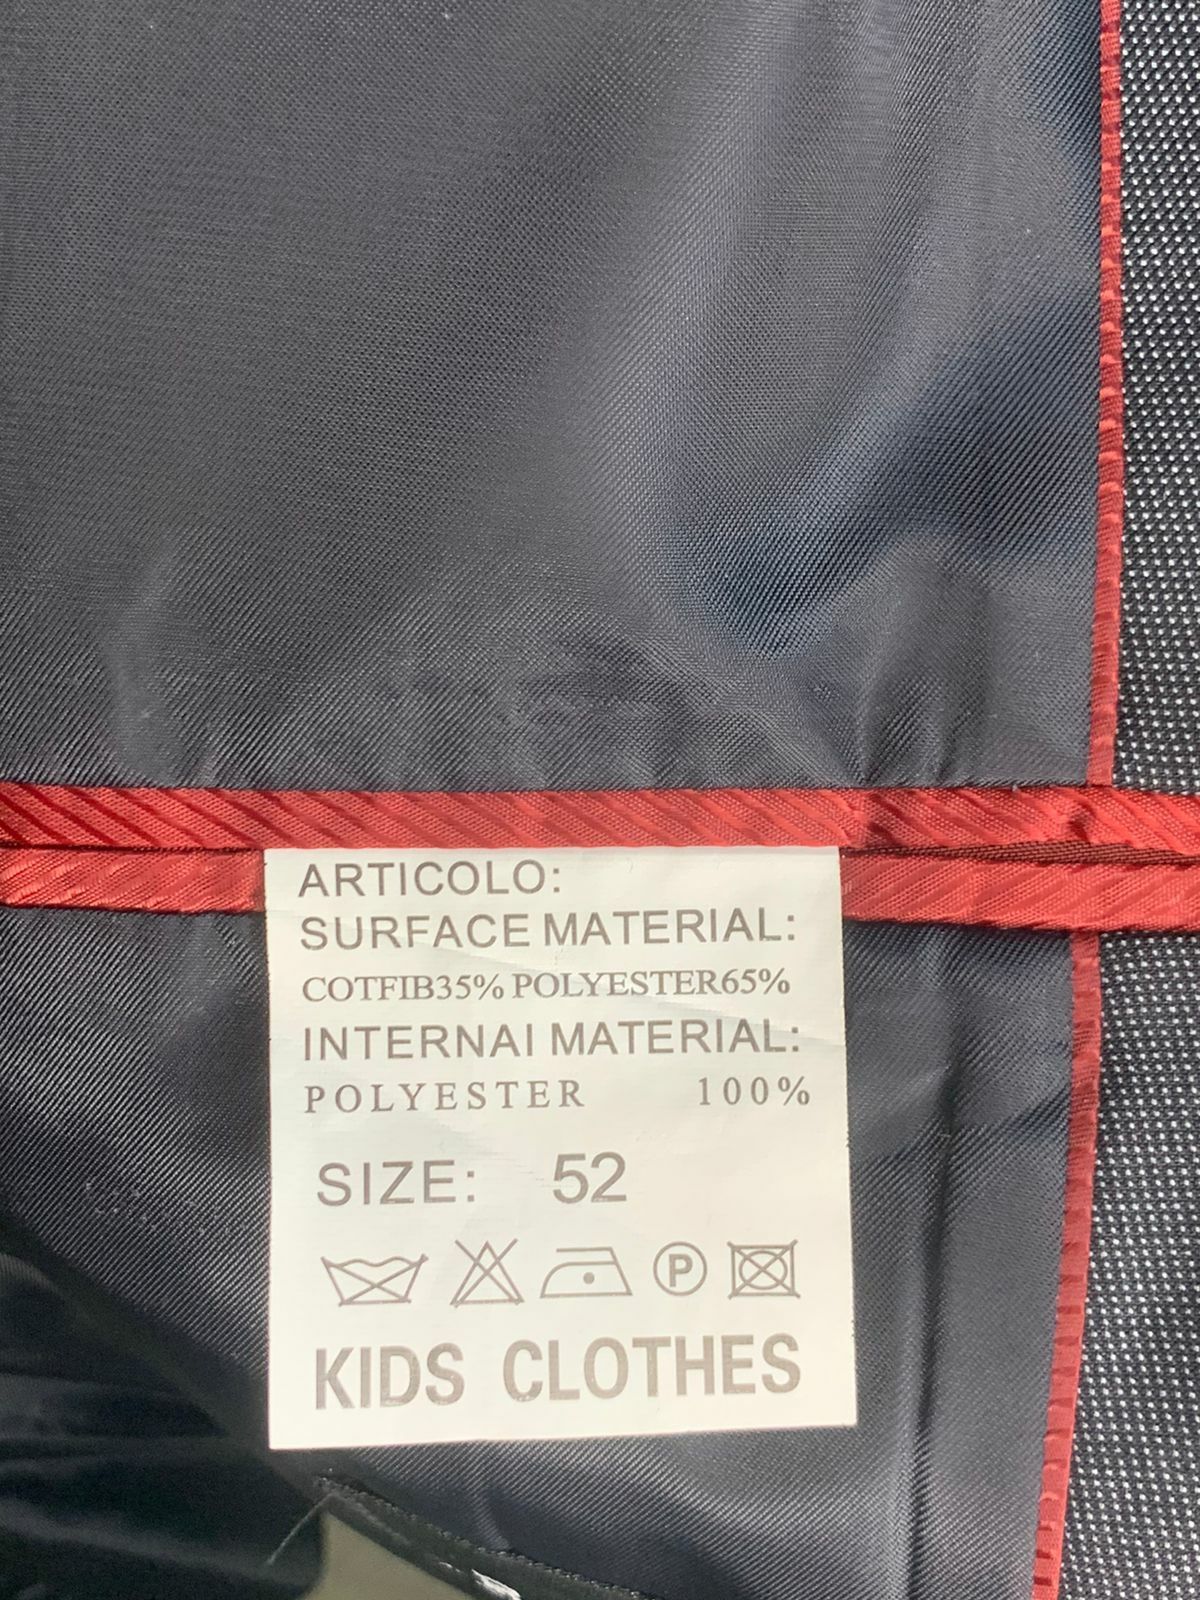 ARTICOLO:
SURFACE MATERIAL:
COTFIB35% POLYESTER65%
INTERNAI MATERIAL:
POLYESTER 100%
SIZE: 52
P
KIDS CLOTHES